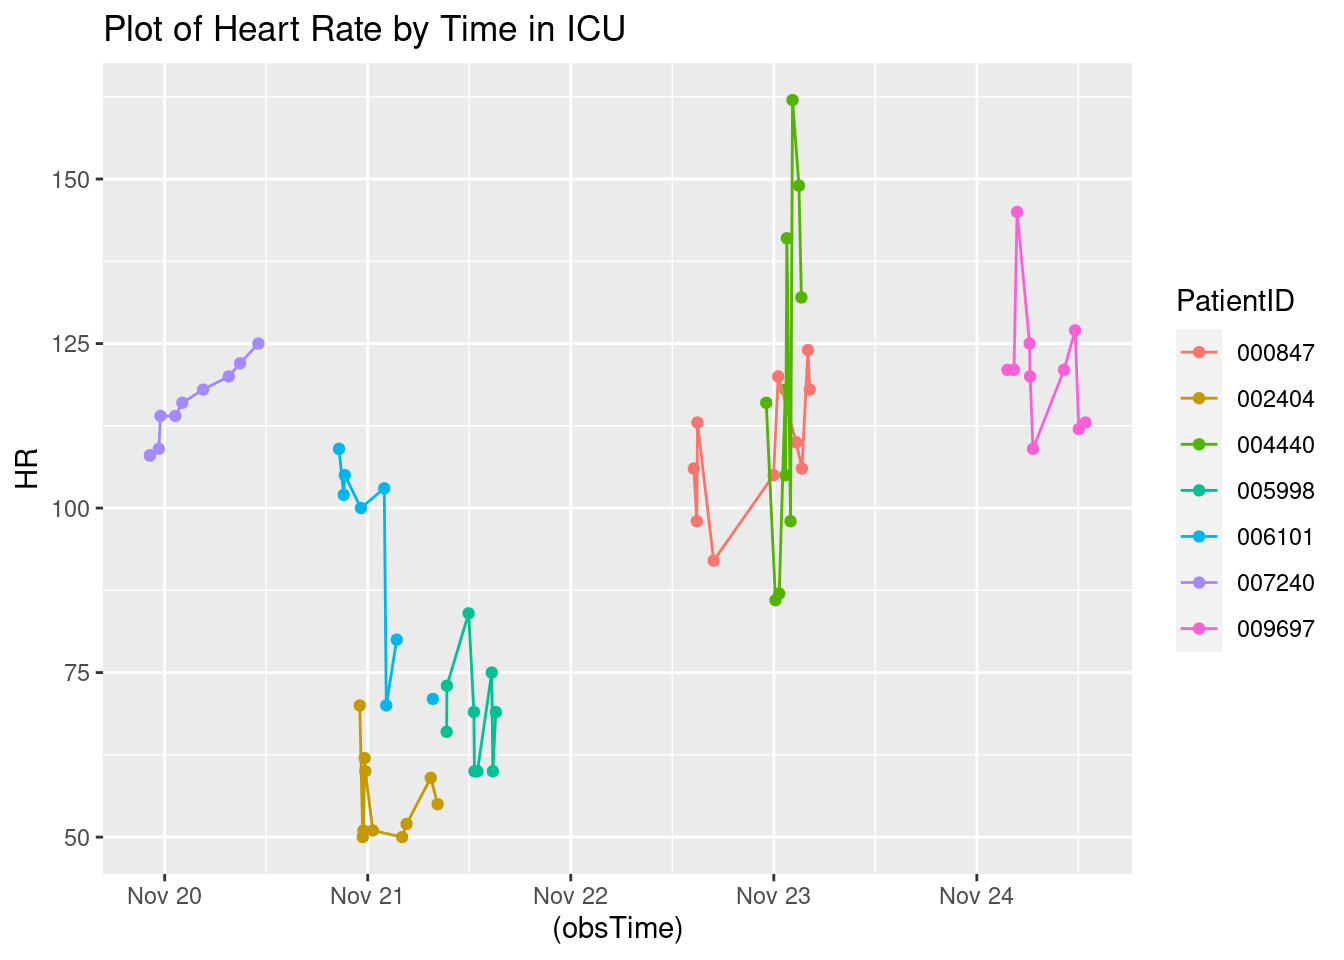 Plot of Heart Rate by Time in ICU
HR
150
125
100
75
50
Nov 20
Nov 21
Nov 22
Nov 23
Nov 24
(obsTime)
PatientID
000847
002404
004440
005998
006101
007240
009697